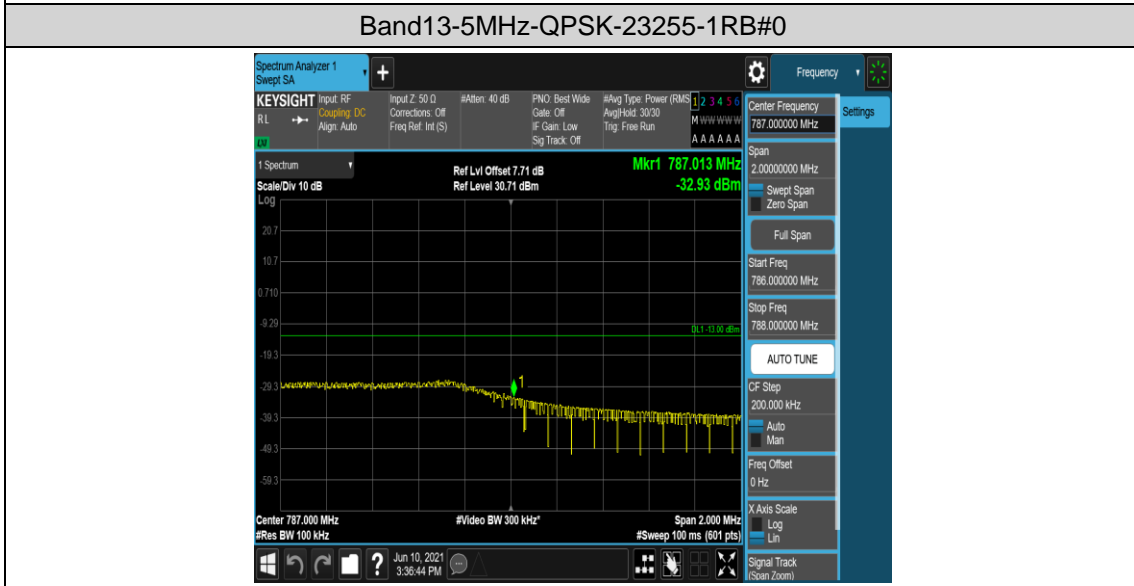 Band13-5MHz-QPSK-23255-1RB#0
Spectrum Analyzer 1
Swept SA
Frequency
KEYSIGHT
RL
Input: RF
Coupling: DC
Align: Auto
Input Z: 50 Ω
Corrections: Off
Freq Ref: Int (S)
#Atten: 40 dB
PNO: Best Wide
Gate: Off
IF Gain: Low
Sig Track: Off
#Avg Type: Power (RMS
Avg|Hold: 30/30
Trig: Free Run
1 2 3 4 5 6
M W W W W W
A A A A A A
1 Spectrum
Scale/Div 10 dB
Log
Ref Lvl Offset 7.71 dB
Ref Level 30.71 dBm
Mkr1 787.013 MHz
-32.93 dBm
20.7
10.7
0.710
-9.29
-19.3
-29.3
-39.3
-49.3
-59.3
DL1 -13.00 dBm
1
Center 787.000 MHz
#Res BW 100 kHz
#Video BW 300 kHz*
Span 2.000 MHz
#Sweep 100 ms (601 pts)
Jun 10, 2021
3:36:44 PM
Settings
Center Frequency
787.000000 MHz
Span
2.00000000 MHz
Swept Span
Zero Span
Full Span
Start Freq
786.000000 MHz
Stop Freq
788.000000 MHz
AUTO TUNE
CF Step
200.000 kHz
Auto
Man
Freq Offset
0 Hz
X Axis Scale
Log
Lin
Signal Track
(Span Zoom)